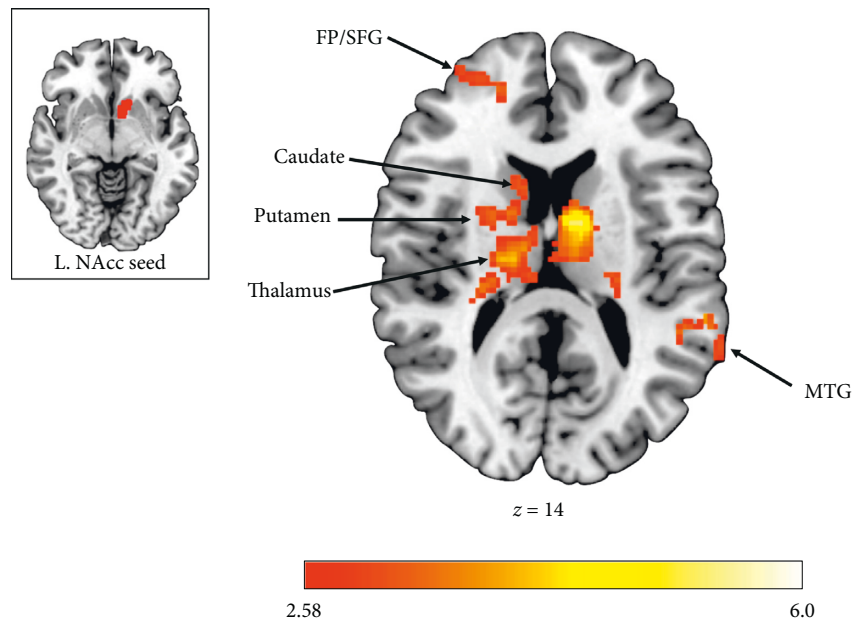 FP/SFG
Caudate
Putamen
L. NAcc seed
Thalamus
MTG
z = 14
2.58
6.0